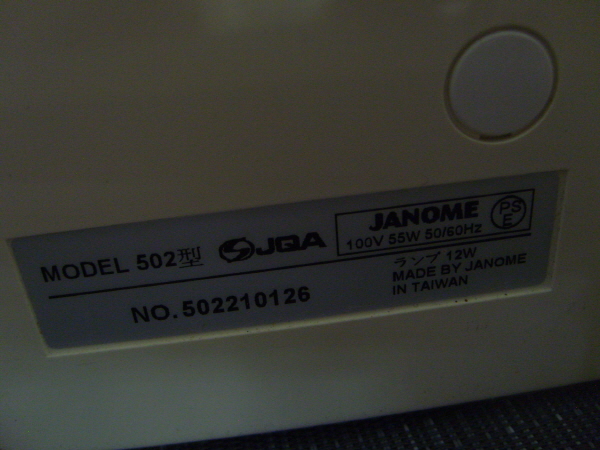 MODEL 502型
JQA
JANOME
100V 55W 50/60Hz
PS
E
NO. 502210126
ランプ 12W
MADE BY JANOME
IN TAIWAN